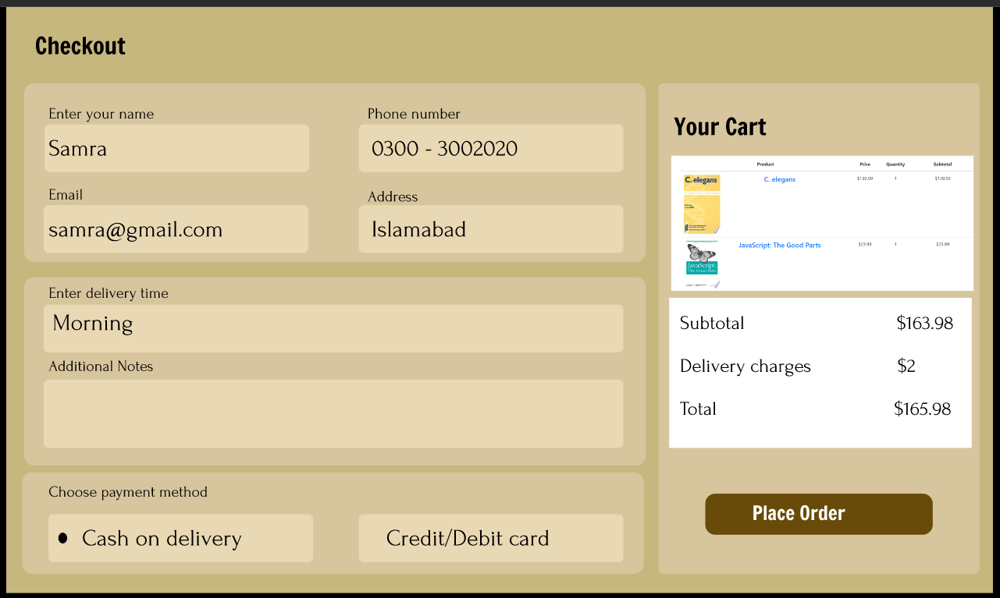 Checkout
Enter your name
Samra
Phone number
0300 - 3002020
Email
samra@gmail.com
Address
Islamabad
Enter delivery time
Morning
Additional Notes
Choose payment method
Cash on delivery
Credit/Debit card
Your Cart
Product Price Quantity Subtotal
C. elegans
C. elegans $139.99 1 $139.99
JavaScript:
The Good Parts
JavaScript: The Good Parts $23.99 1 $23.99
Subtotal $163.98
Delivery charges $2
Total $165.98
Place Order